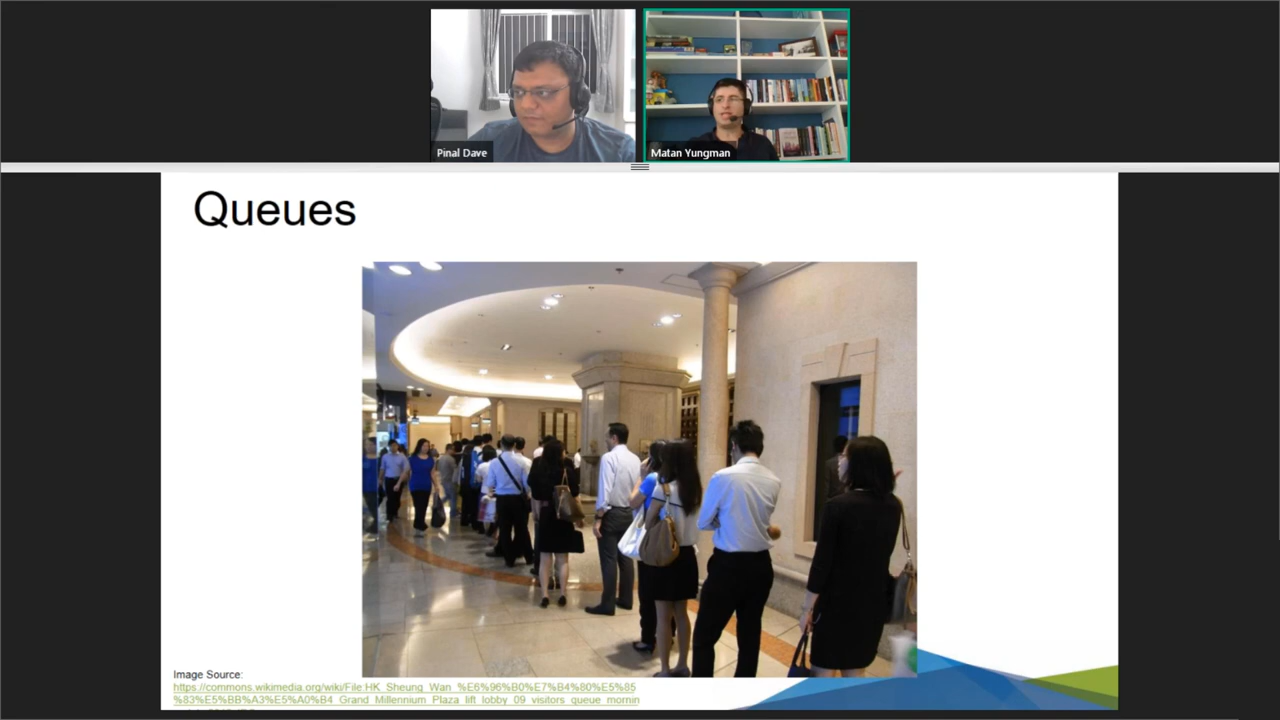 Pinal Dave
Matan Yungman
Queues
Image Source:
https://commons.wikimedia.org/wiki/File:HK_Sheung_Wan_%E6%96%B0%E7%B4%80%E5%85
%83%E5%BB%A3%E5%A0%B4_Grand_Millennium_Plaza_lift_lobby_09_visitors_queue_mornin